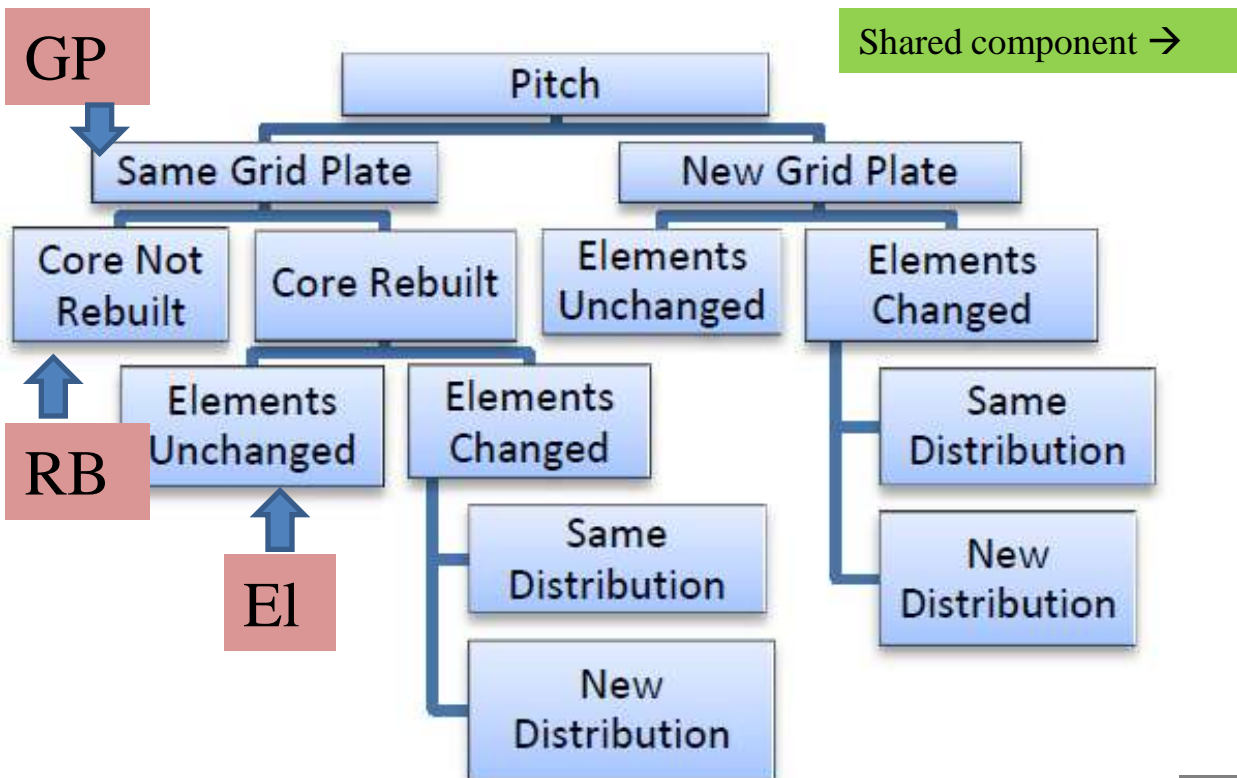 GP
Shared component →
Pitch
Same Grid Plate
New Grid Plate
Core Not
Rebuilt
Core Rebuilt
Elements
Unchanged
Elements
Changed
RB
Elements
Unchanged
Elements
Changed
Same
Distribution
El
Same
Distribution
New
Distribution
New
Distribution